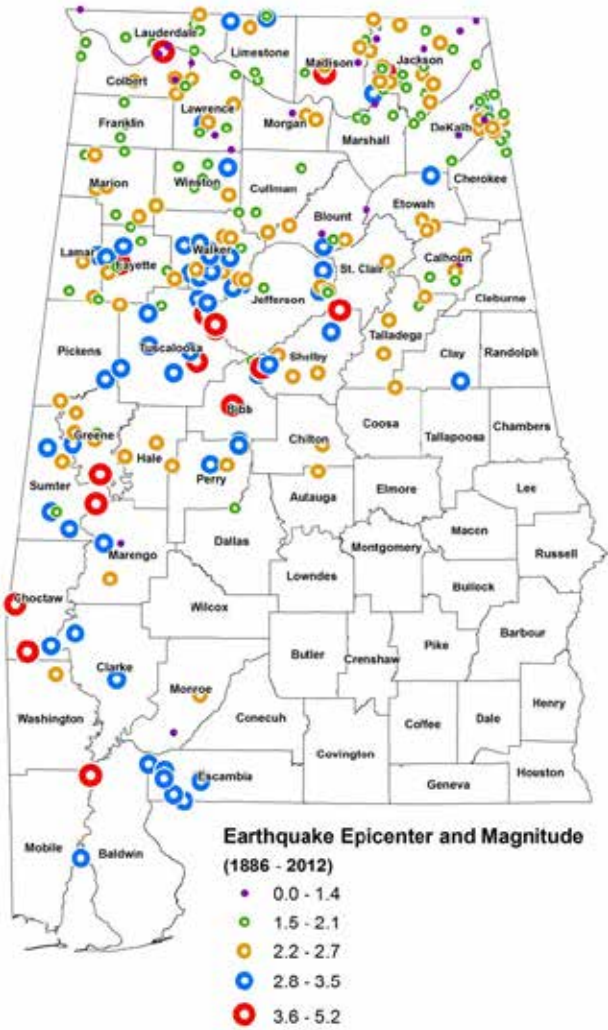 Lauderdale
Limestone
Madison
Jackson
Colbert
Lawrence
Franklin
Morgan
DeKalb
Marshall
Marion
Winston
Cullman
Cherokee
Etowah
Blount
Lamar
Fayette
Walker
Calhoun
St. Clair
Jefferson
Cleburne
Pickens
Tuscaloosa
Talladega
Shelby
Clay
Randolph
Bibb
Coosa
Tallapoosa
Chambers
Greene
Hale
Chilton
Perry
Sumter
Autauga
Elmore
Lee
Dallas
Macon
Marengo
Montgomery
Russell
Lowndes
Bullock
Choctaw
Wilcox
Barbour
Butler
Crenshaw
Pike
Clarke
Monroe
Washington
Conecuh
Coffee
Dale
Henry
Covington
Escambia
Geneva
Houston
Mobile
Baldwin
Earthquake Epicenter and Magnitude
(1886 - 2012)
0.0 - 1.4
1.5 - 2.1
2.2 - 2.7
2.8 - 3.5
3.6 - 5.2